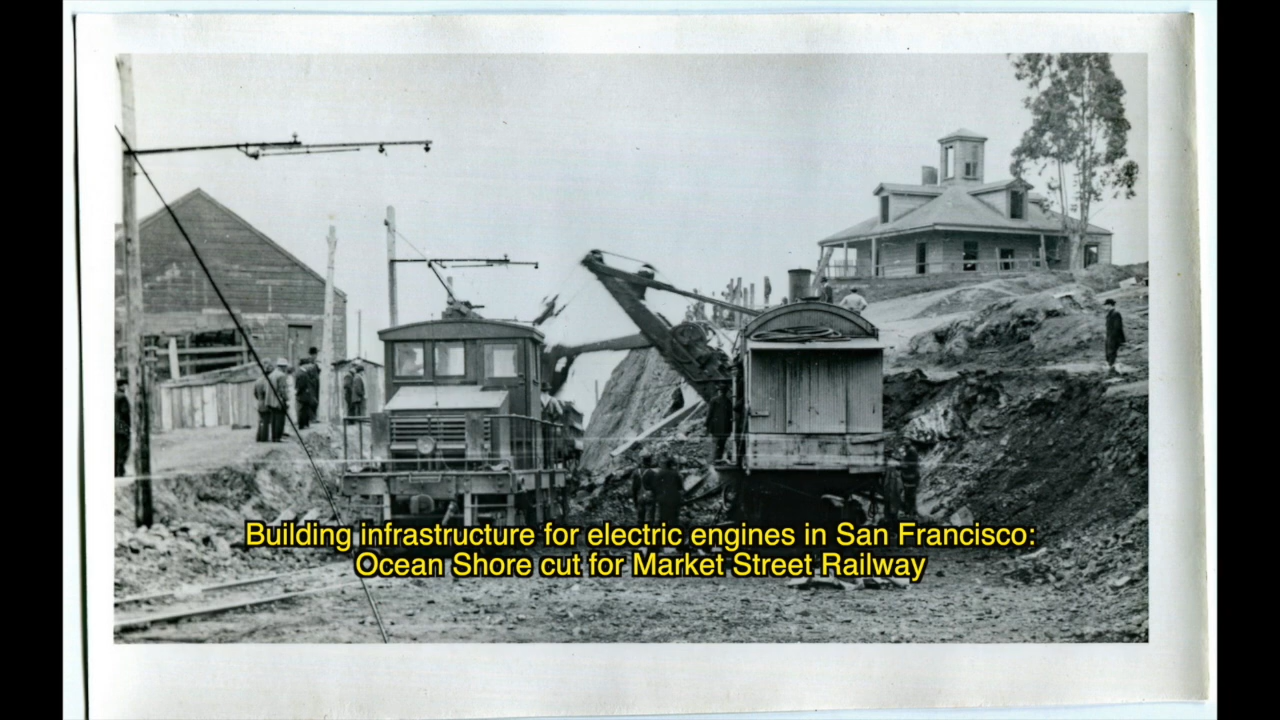 Building infrastructure for electric engines in San Francisco:
Ocean Shore cut for Market Street Railway